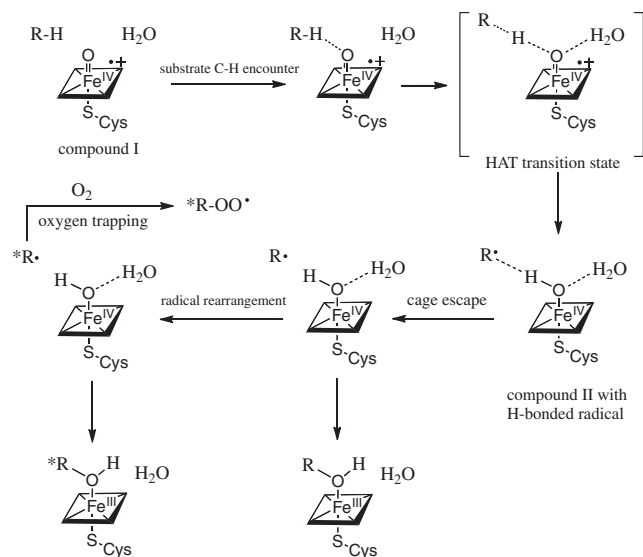 R-H
H₂O
O
Fe^IV
•+
S
Cys
compound I
substrate C-H encounter
R-H
H₂O
O
Fe^IV
•+
S
Cys
R
H
H₂O
O
Fe^IV
•+
S
Cys
HAT transition state
O₂
oxygen trapping
*R-OO•
*R•
H
O
H₂O
Fe^IV
S
Cys
radical rearrangement
R•
H
O
H₂O
Fe^IV
S
Cys
cage escape
R•
H
O
H₂O
Fe^IV
S
Cys
compound II with
H-bonded radical
*R
H
O
H₂O
Fe^III
S
Cys
R
H
O
H₂O
Fe^III
S
Cys